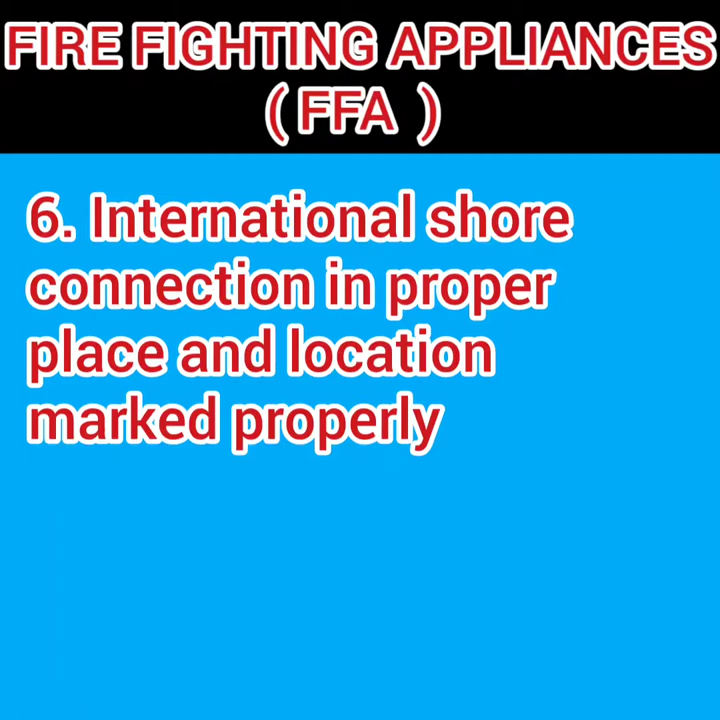 FIRE FIGHTING APPLIANCES
( FFA )
6. International shore
connection in proper
place and location
marked properly